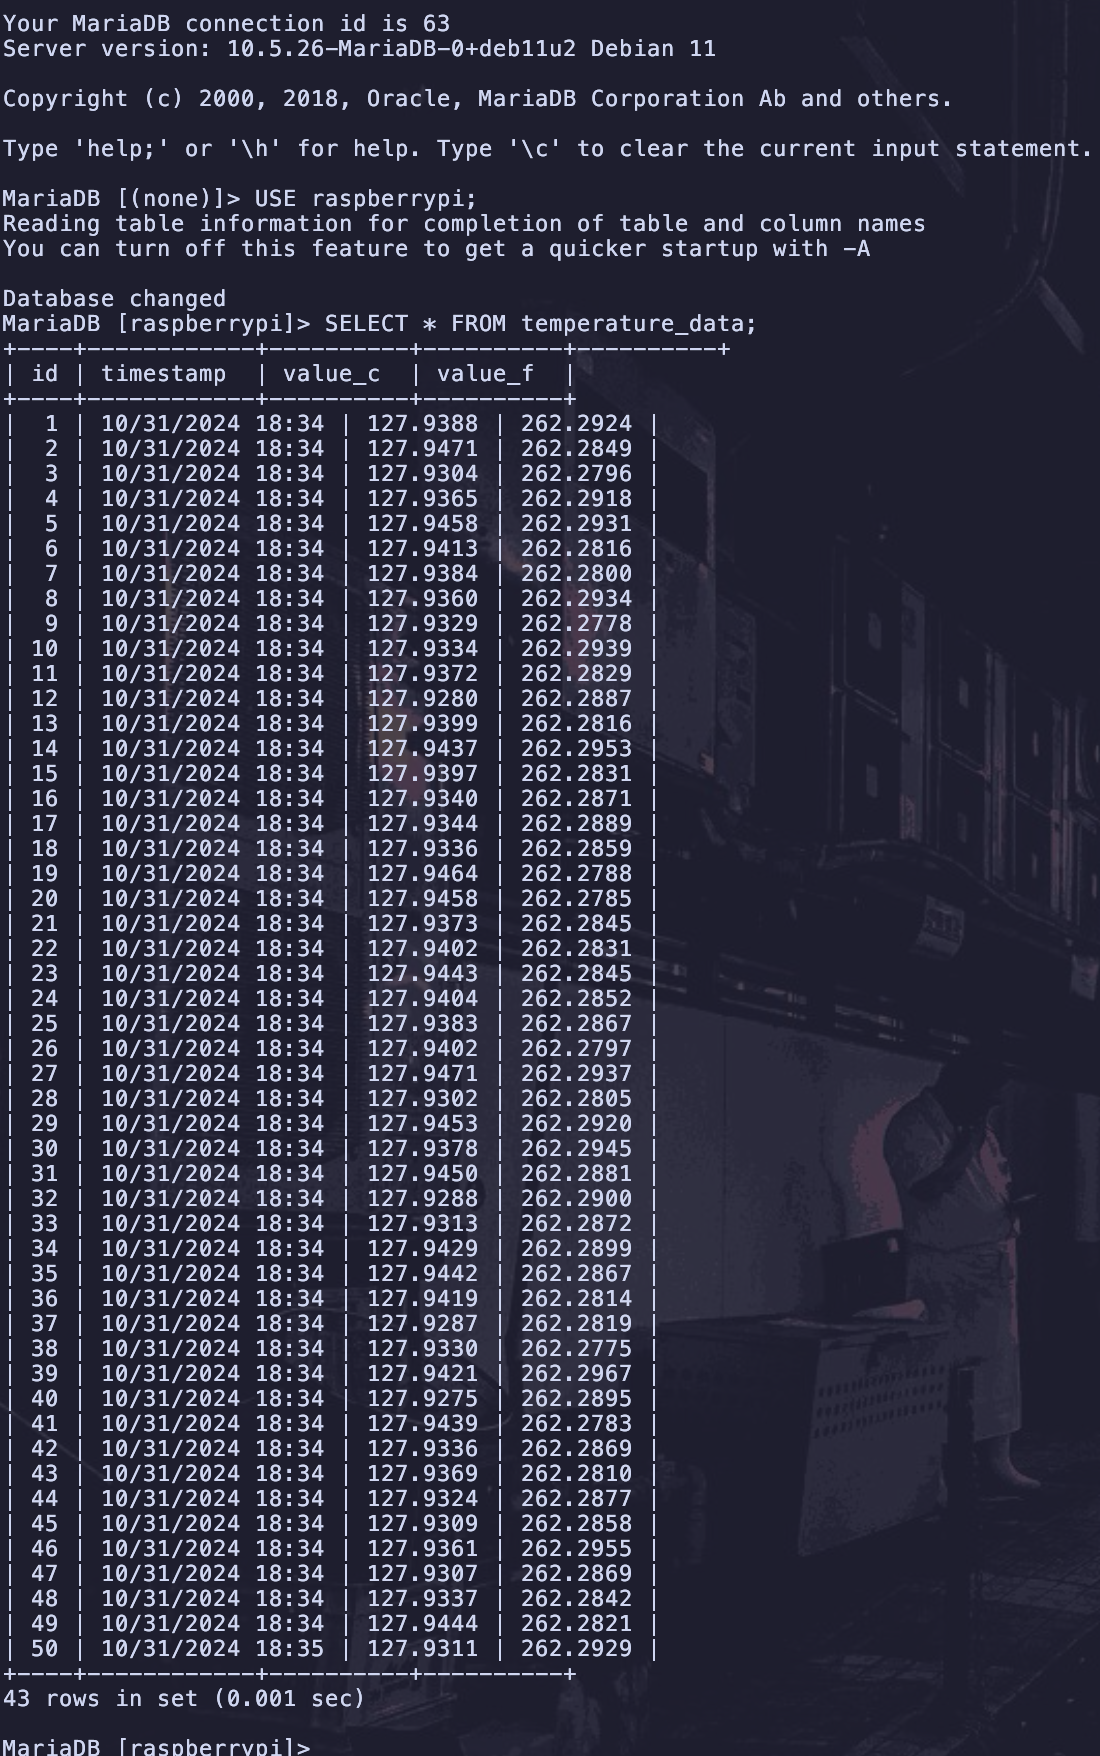 Your MariaDB connection id is 63
Server version: 10.5.26-MariaDB-0+deb11u2 Debian 11
Copyright (c) 2000, 2018, Oracle, MariaDB Corporation Ab and others.
Type 'help;' or '\h' for help. Type '\c' to clear the current input statement.
MariaDB [(none)]> USE raspberrypi;
Reading table information for completion of table and column names
You can turn off this feature to get a quicker startup with -A
Database changed
MariaDB [raspberrypi]> SELECT * FROM temperature_data;
+----+------------+----------+----------+----------+
| id | timestamp  | value_c  | value_f  |
+----+------------+----------+----------+
|  1 | 10/31/2024 18:34 | 127.9388 | 262.2924 |
|  2 | 10/31/2024 18:34 | 127.9471 | 262.2849 |
|  3 | 10/31/2024 18:34 | 127.9304 | 262.2796 |
|  4 | 10/31/2024 18:34 | 127.9365 | 262.2918 |
|  5 | 10/31/2024 18:34 | 127.9458 | 262.2931 |
|  6 | 10/31/2024 18:34 | 127.9413 | 262.2816 |
|  7 | 10/31/2024 18:34 | 127.9384 | 262.2800 |
|  8 | 10/31/2024 18:34 | 127.9360 | 262.2934 |
|  9 | 10/31/2024 18:34 | 127.9329 | 262.2778 |
| 10 | 10/31/2024 18:34 | 127.9334 | 262.2939 |
| 11 | 10/31/2024 18:34 | 127.9372 | 262.2829 |
| 12 | 10/31/2024 18:34 | 127.9280 | 262.2887 |
| 13 | 10/31/2024 18:34 | 127.9399 | 262.2816 |
| 14 | 10/31/2024 18:34 | 127.9437 | 262.2953 |
| 15 | 10/31/2024 18:34 | 127.9397 | 262.2831 |
| 16 | 10/31/2024 18:34 | 127.9340 | 262.2871 |
| 17 | 10/31/2024 18:34 | 127.9344 | 262.2889 |
| 18 | 10/31/2024 18:34 | 127.9336 | 262.2859 |
| 19 | 10/31/2024 18:34 | 127.9464 | 262.2788 |
| 20 | 10/31/2024 18:34 | 127.9458 | 262.2785 |
| 21 | 10/31/2024 18:34 | 127.9373 | 262.2845 |
| 22 | 10/31/2024 18:34 | 127.9402 | 262.2831 |
| 23 | 10/31/2024 18:34 | 127.9443 | 262.2845 |
| 24 | 10/31/2024 18:34 | 127.9404 | 262.2852 |
| 25 | 10/31/2024 18:34 | 127.9383 | 262.2867 |
| 26 | 10/31/2024 18:34 | 127.9402 | 262.2797 |
| 27 | 10/31/2024 18:34 | 127.9471 | 262.2937 |
| 28 | 10/31/2024 18:34 | 127.9302 | 262.2805 |
| 29 | 10/31/2024 18:34 | 127.9453 | 262.2920 |
| 30 | 10/31/2024 18:34 | 127.9378 | 262.2945 |
| 31 | 10/31/2024 18:34 | 127.9450 | 262.2881 |
| 32 | 10/31/2024 18:34 | 127.9288 | 262.2900 |
| 33 | 10/31/2024 18:34 | 127.9313 | 262.2872 |
| 34 | 10/31/2024 18:34 | 127.9429 | 262.2899 |
| 35 | 10/31/2024 18:34 | 127.9442 | 262.2867 |
| 36 | 10/31/2024 18:34 | 127.9419 | 262.2814 |
| 37 | 10/31/2024 18:34 | 127.9287 | 262.2819 |
| 38 | 10/31/2024 18:34 | 127.9330 | 262.2775 |
| 39 | 10/31/2024 18:34 | 127.9421 | 262.2967 |
| 40 | 10/31/2024 18:34 | 127.9275 | 262.2895 |
| 41 | 10/31/2024 18:34 | 127.9439 | 262.2783 |
| 42 | 10/31/2024 18:34 | 127.9336 | 262.2869 |
| 43 | 10/31/2024 18:34 | 127.9369 | 262.2810 |
| 44 | 10/31/2024 18:34 | 127.9324 | 262.2877 |
| 45 | 10/31/2024 18:34 | 127.9309 | 262.2858 |
| 46 | 10/31/2024 18:34 | 127.9361 | 262.2955 |
| 47 | 10/31/2024 18:34 | 127.9307 | 262.2869 |
| 48 | 10/31/2024 18:34 | 127.9337 | 262.2842 |
| 49 | 10/31/2024 18:34 | 127.9444 | 262.2821 |
| 50 | 10/31/2024 18:35 | 127.9311 | 262.2929 |
+----+------------+----------+----------+
43 rows in set (0.001 sec)
MariaDB [raspberrypi]>